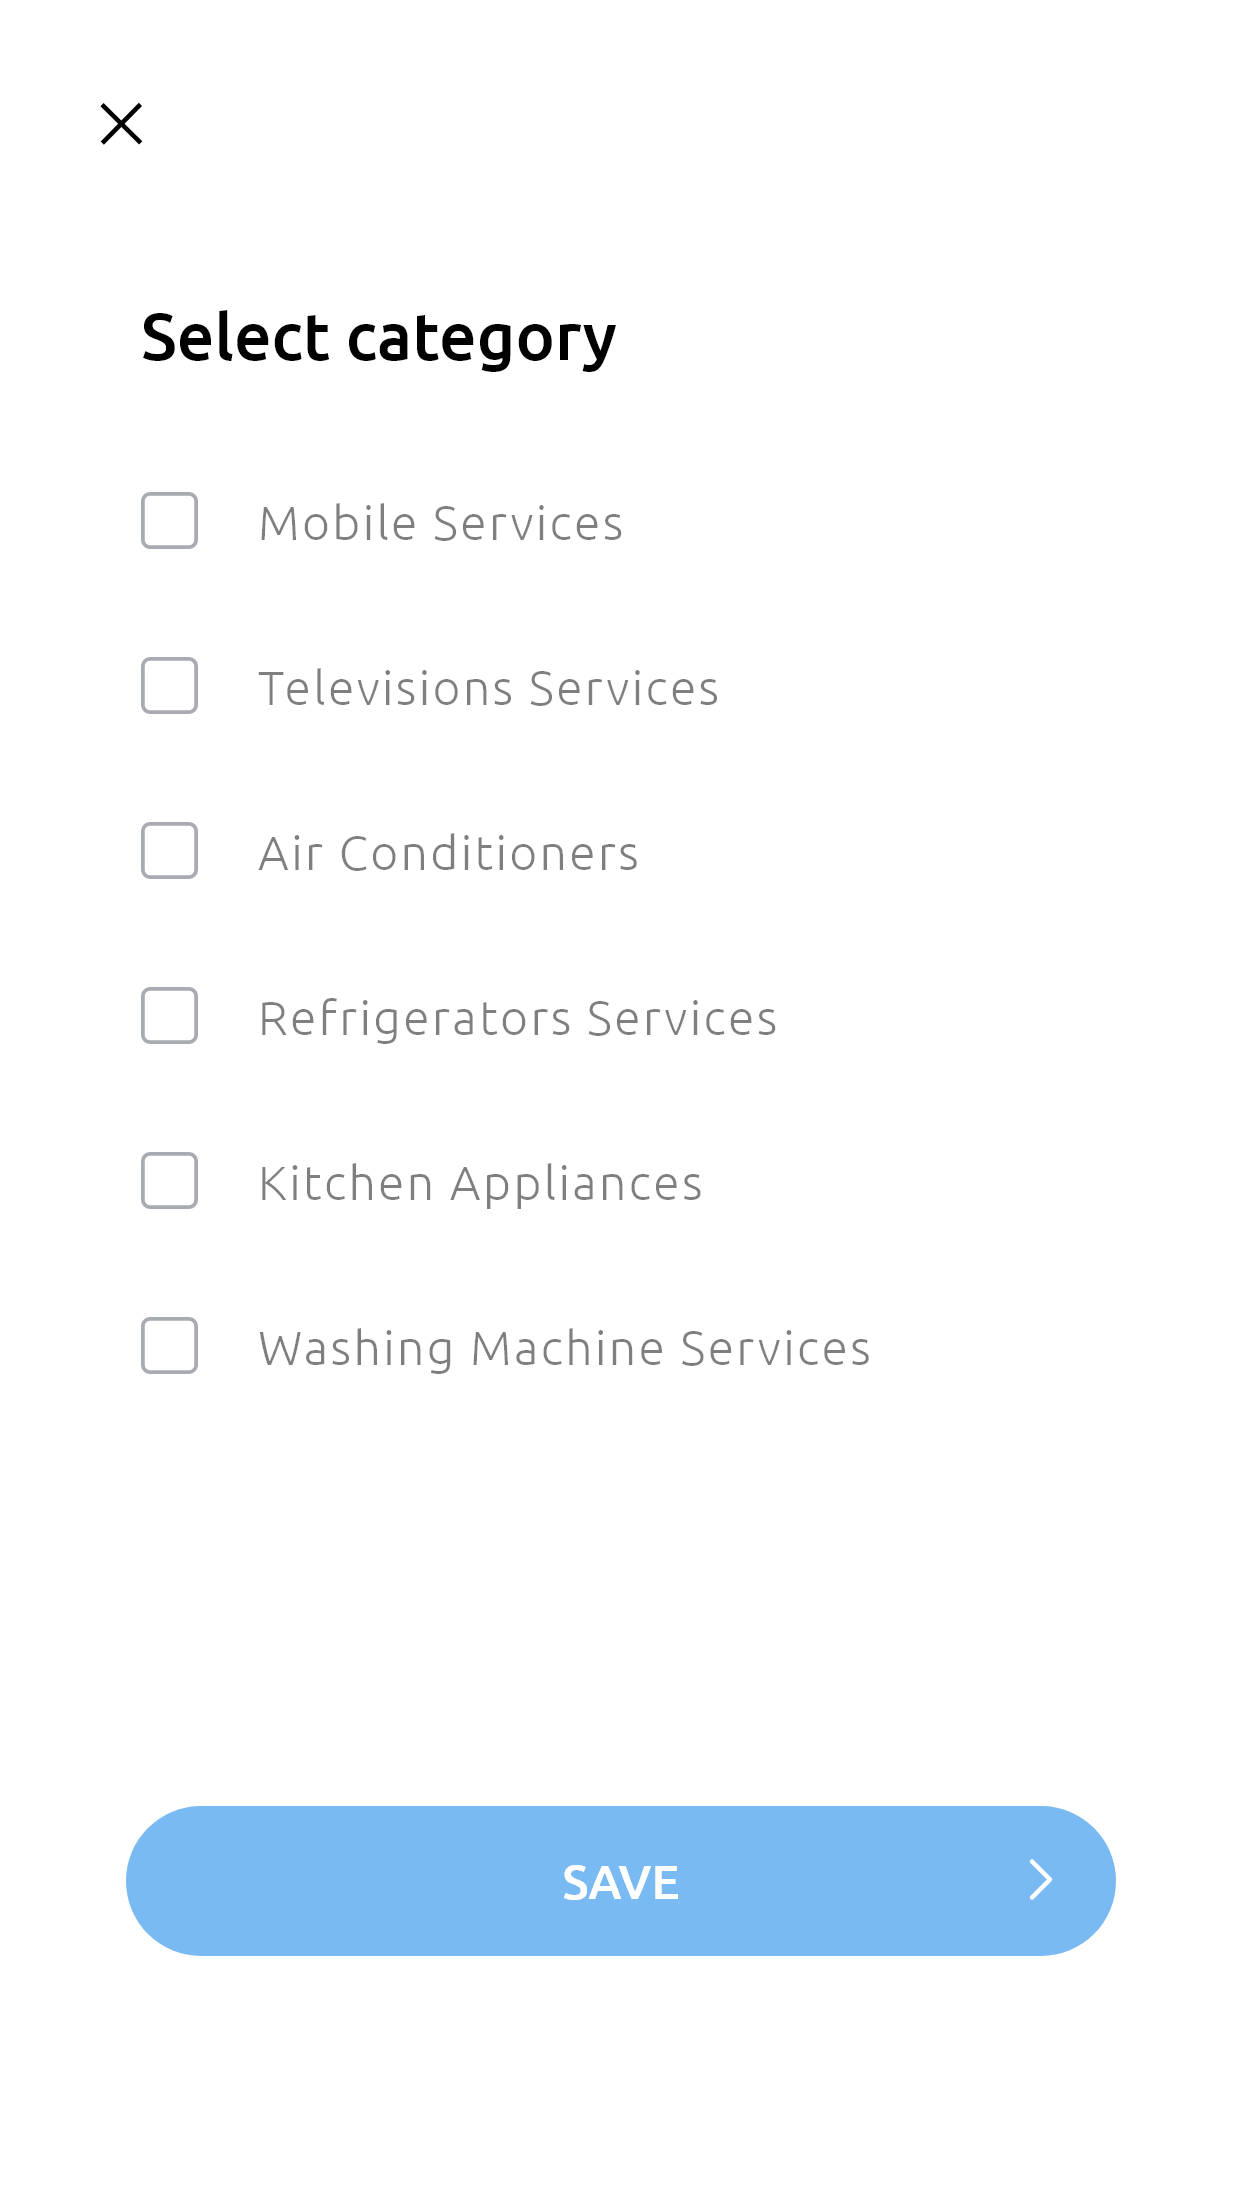 Select category
Mobile Services
Televisions Services
Air Conditioners
Refrigerators Services
Kitchen Appliances
Washing Machine Services
SAVE